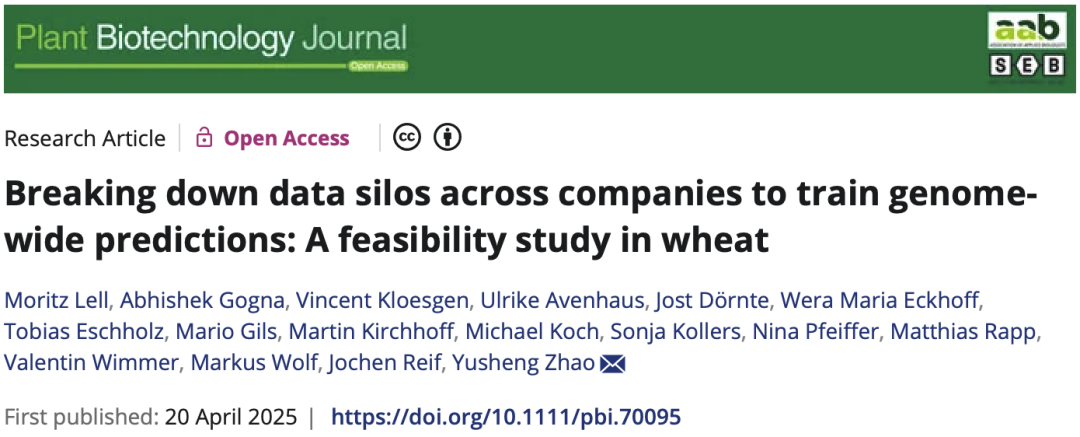 Plant Biotechnology Journal
Open Access
aab
ASSOCIATION OF APPLIED BIOLOGISTS
SEB
Research Article
Open Access
cc
Breaking down data silos across companies to train genome-
wide predictions: A feasibility study in wheat
Moritz Lell, Abhishek Gogna, Vincent Kloesgen, Ulrike Avenhaus, Jost Dörnte, Wera Maria Eckhoff,
Tobias Eschholz, Mario Gils, Martin Kirchhoff, Michael Koch, Sonja Kollers, Nina Pfeiffer, Matthias Rapp,
Valentin Wimmer, Markus Wolf, Jochen Reif, Yusheng Zhao
First published: 20 April 2025 | https://doi.org/10.1111/pbi.70095